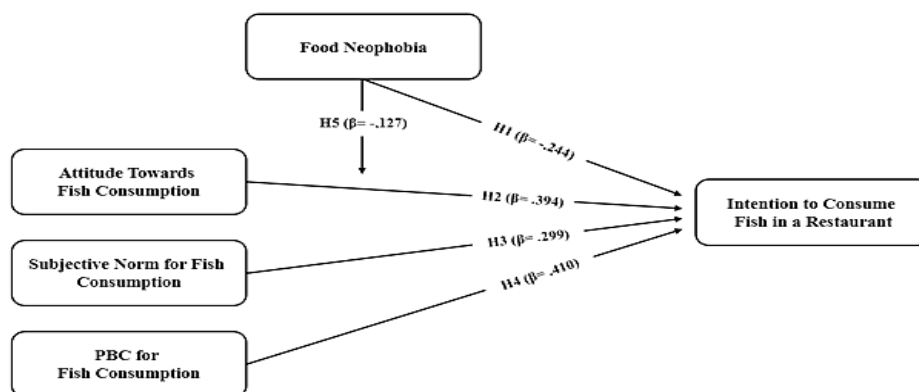 Food Neophobia
H5 (β= -.127)
H1 (β= -.244)
Attitude Towards
Fish Consumption
H2 (β= .394)
Intention to Consume
Fish in a Restaurant
H3 (β= .299)
Subjective Norm for Fish
Consumption
H4 (β= .410)
PBC for
Fish Consumption